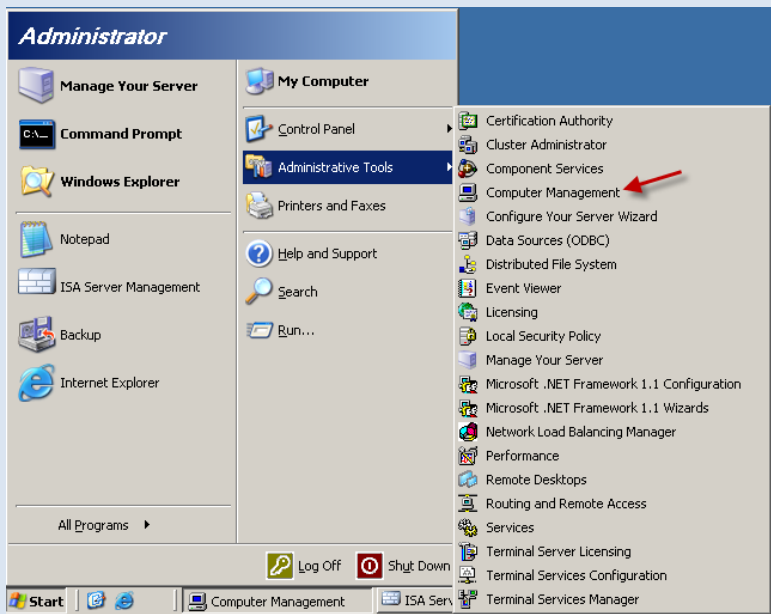 Administrator
Manage Your Server
Command Prompt
Windows Explorer
Notepad
ISA Server Management
Backup
Internet Explorer
All Programs
My Computer
Control Panel
Administrative Tools
Printers and Faxes
Help and Support
Search
Run...
Certification Authority
Cluster Administrator
Component Services
Computer Management
Configure Your Server Wizard
Data Sources (ODBC)
Distributed File System
Event Viewer
Licensing
Local Security Policy
Manage Your Server
Microsoft .NET Framework 1.1 Configuration
Microsoft .NET Framework 1.1 Wizards
Network Load Balancing Manager
Performance
Remote Desktops
Routing and Remote Access
Services
Terminal Server Licensing
Terminal Services Configuration
Terminal Services Manager
Log Off
Shut Down
Start
Computer Management
ISA Serv